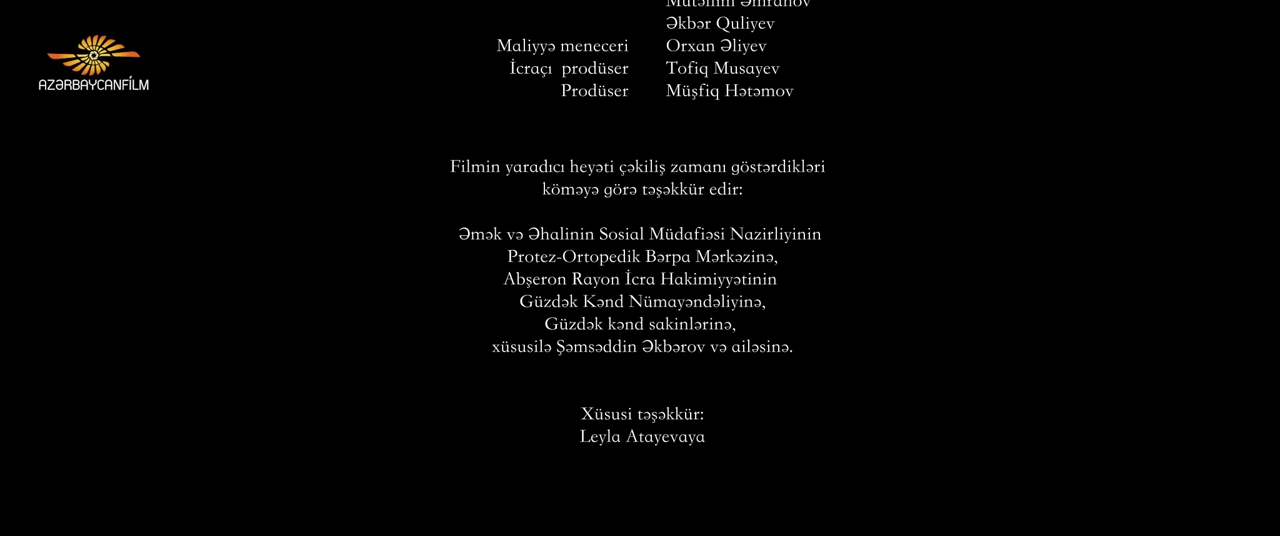 Mütəllim Əmrahov
Əkbər Quliyev
Maliyyə meneceri Orxan Əliyev
İcraçı prodüser Tofiq Musayev
Prodüser Müşfiq Hətəmov
AZƏRBAYCANFİLM
Filmin yaradıcı heyəti çəkiliş zamanı göstərdikləri
köməyə görə təşəkkür edir:
Əmək və Əhalinin Sosial Müdafiəsi Nazirliyinin
Protez-Ortopedik Bərpa Mərkəzinə,
Abşeron Rayon İcra Hakimiyyətinin
Güzdək Kənd Nümayəndəliyinə,
Güzdək kənd sakinlərinə,
xüsusilə Şəmsəddin Əkbərov və ailəsinə.
Xüsusi təşəkkür:
Leyla Atayevaya